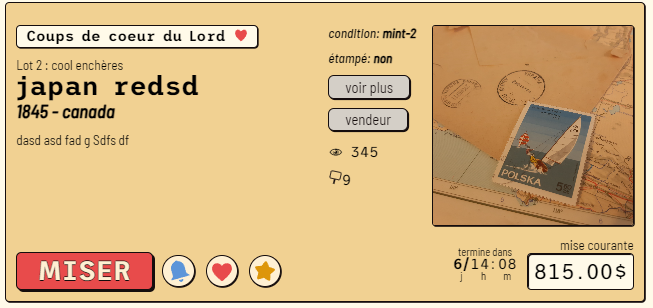 Coups de coeur du Lord
Lot 2 : cool enchères
japan redsd
1845 - canada
dasd asd fad g Sdfs df
condition: mint-2
étampé: non
voir plus
vendeur
345
9
POLSKA
MISER
termine dans
6/14:08
j h m
mise courante
815.00$